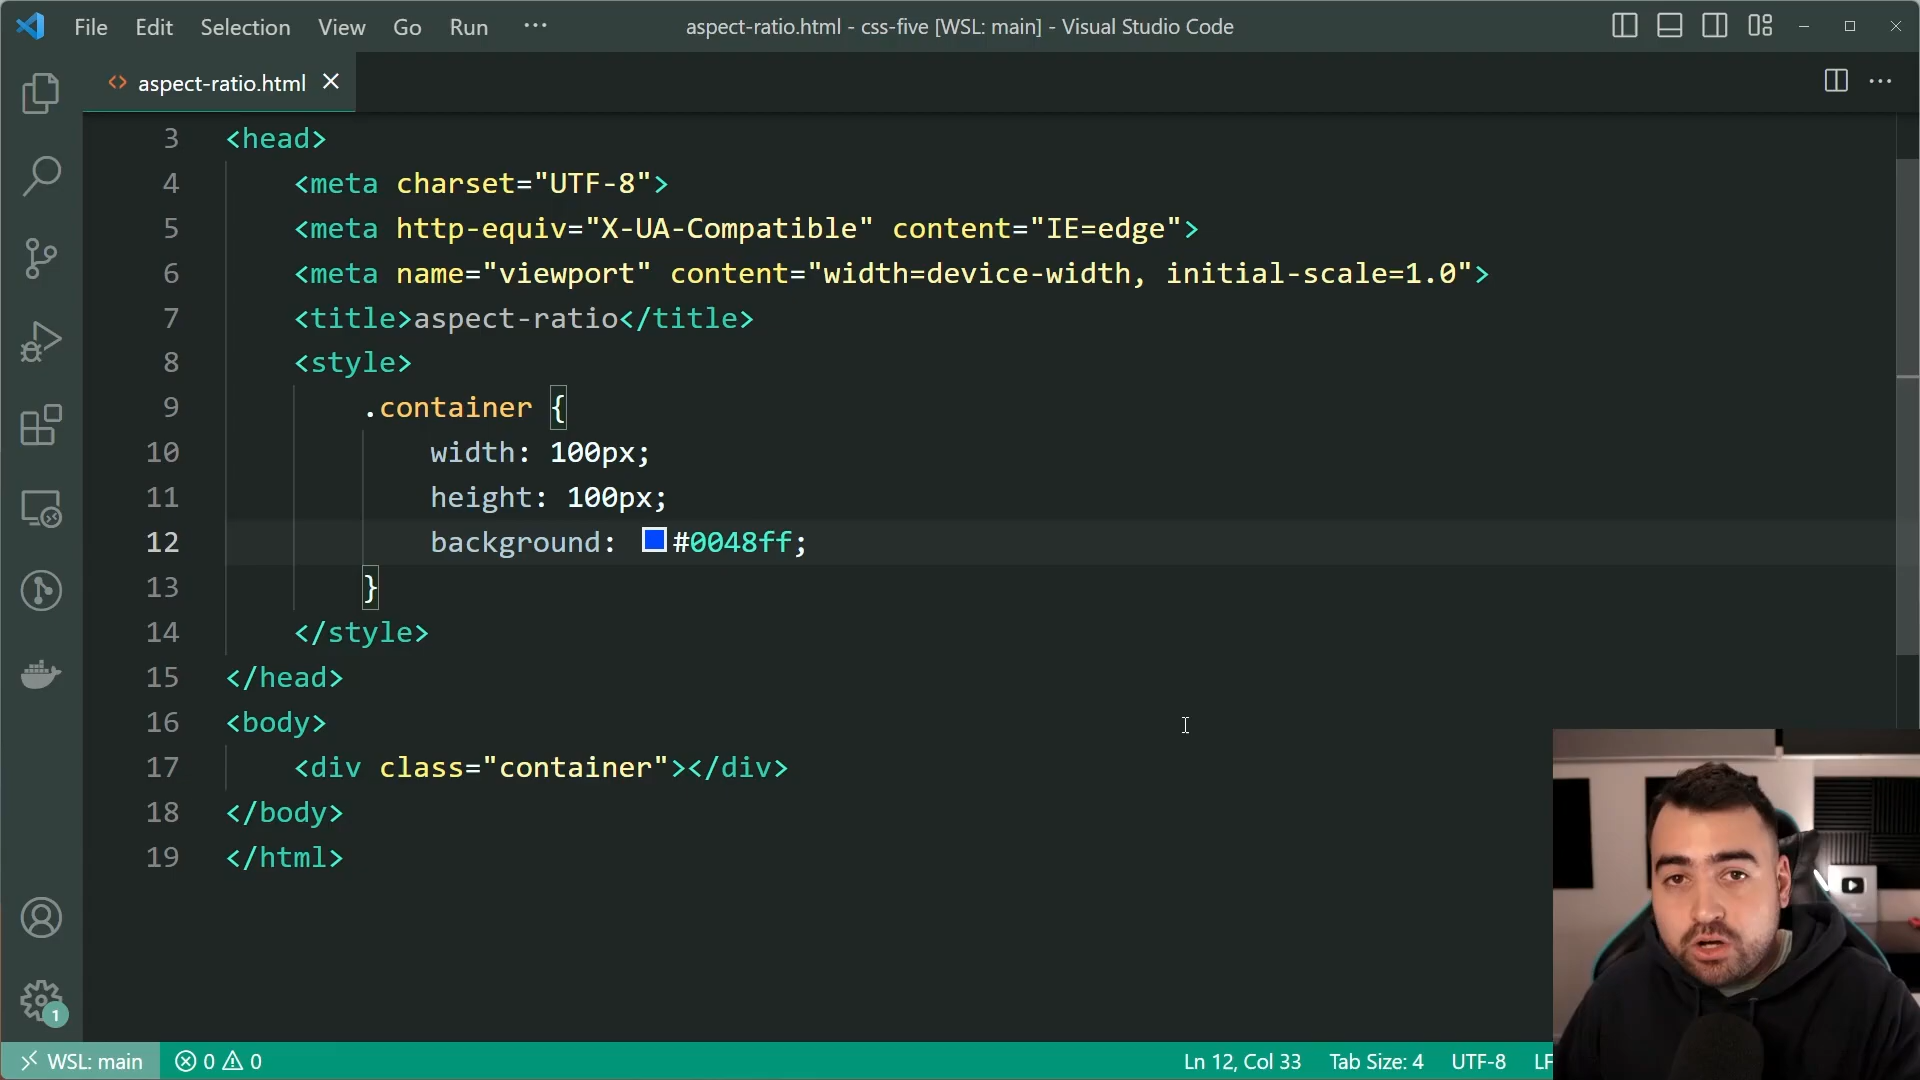 File Edit Selection View Go Run ··· aspect-ratio.html - css-five [WSL: main] - Visual Studio Code
<> aspect-ratio.html
3 <head>
4 <meta charset="UTF-8">
5 <meta http-equiv="X-UA-Compatible" content="IE=edge">
6 <meta name="viewport" content="width=device-width, initial-scale=1.0">
7 <title>aspect-ratio</title>
8 <style>
9 .container {
10 width: 100px;
11 height: 100px;
12 background: #0048ff;
13 }
14 </style>
15 </head>
16 <body>
17 <div class="container"></div>
18 </body>
19 </html>
1
WSL: main 0 0 Ln 12, Col 33 Tab Size: 4 UTF-8 LF